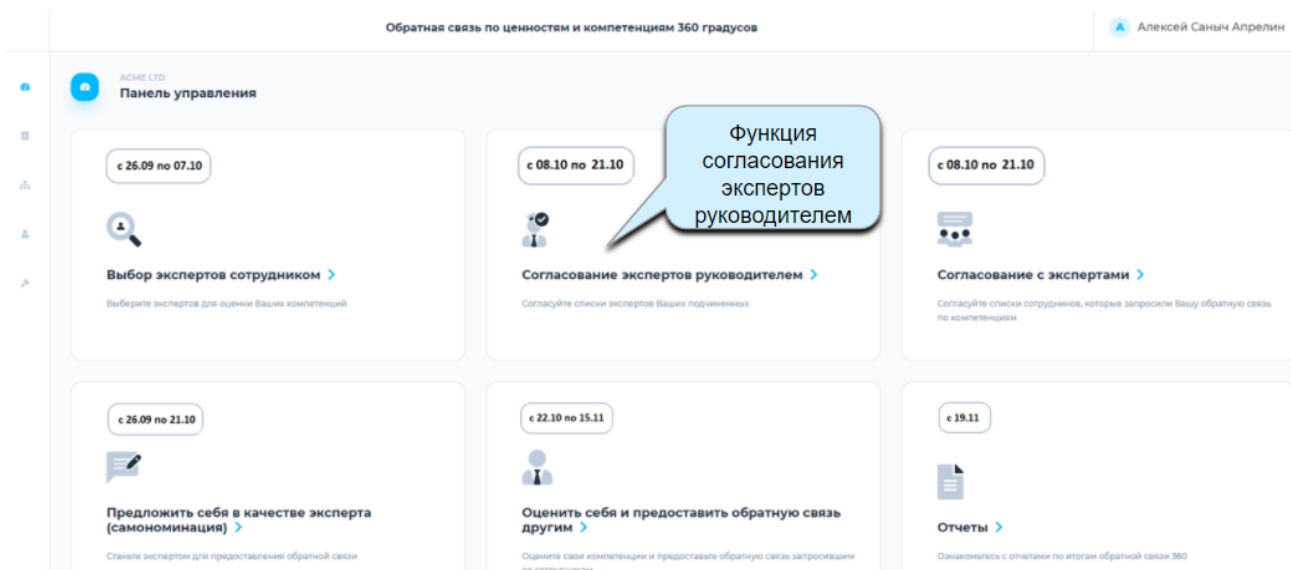 Обратная связь по ценностям и компетенциям 360 градусов
А Алексей Саныч Апрелин
ACME LTD
Панель управления
с 26.09 по 07.10
с 08.10 по 21.10
Функция
согласования
экспертов
руководителем
с 08.10 по 21.10
Выбор экспертов сотрудником
Выберите экспертов для оценки Ваших компетенций
Согласование экспертов руководителем
Согласуйте списки экспертов Ваших подчиненных
Согласование с экспертами
Согласуйте списки сотрудников, которые запросили Вашу обратную связь
по компетенциям
с 26.09 по 21.10
с 22.10 по 15.11
с 19.11
Предложить себя в качестве эксперта
(самономинация)
Станьте экспертом для предоставления обратной связи
Оценить себя и предоставить обратную связь
другим
Оцените свои компетенции и предоставьте обратную связь запросившим
Отчеты
Ознакомьтесь с отчетами по итогам обратной связи 360